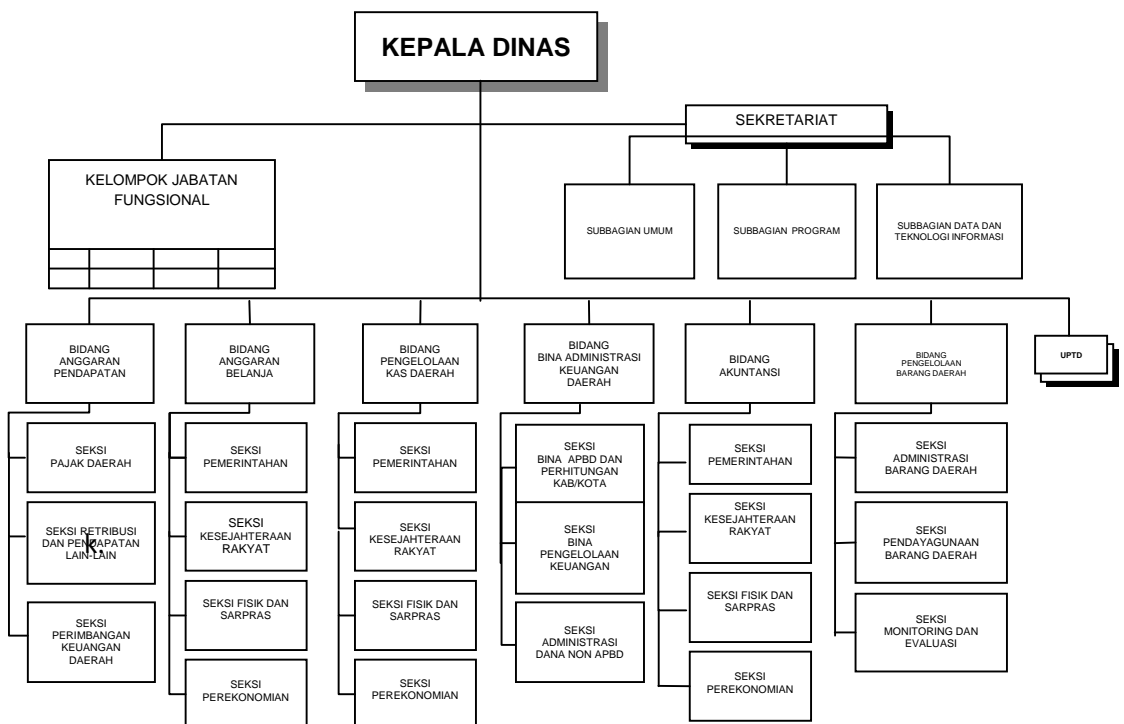 KEPALA DINAS
SEKRETARIAT
KELOMPOK JABATAN
FUNGSIONAL
SUBBAGIAN UMUM
SUBBAGIAN PROGRAM
SUBBAGIAN DATA DAN
TEKNOLOGI INFORMASI
BIDANG
ANGGARAN
PENDAPATAN
BIDANG
ANGGARAN
BELANJA
BIDANG
PENGELOLAAN
KAS DAERAH
BIDANG
BINA ADMINISTRASI
KEUANGAN
DAERAH
BIDANG
AKUNTANSI
BIDANG
PENGELOLAAN
BARANG DAERAH
UPTD
SEKSI
PAJAK DAERAH
SEKSI RETRIBUSI
DAN PENDAPATAN
LAIN-LAIN
k.
SEKSI
PERIMBANGAN
KEUANGAN
DAERAH
SEKSI
PEMERINTAHAN
SEKSI
KESEJAHTERAAN
RAKYAT
SEKSI FISIK DAN
SARPRAS
SEKSI
PEREKONOMIAN
SEKSI
PEMERINTAHAN
SEKSI
KESEJAHTERAAN
RAKYAT
SEKSI FISIK DAN
SARPRAS
SEKSI
PEREKONOMIAN
SEKSI
BINA APBD DAN
PERHITUNGAN
KAB/KOTA
SEKSI
BINA
PENGELOLAAN
KEUANGAN
SEKSI
ADMINISTRASI
DANA NON APBD
SEKSI
PEMERINTAHAN
SEKSI
KESEJAHTERAAN
RAKYAT
SEKSI FISIK DAN
SARPRAS
SEKSI
PEREKONOMIAN
SEKSI
ADMINISTRASI
BARANG DAERAH
SEKSI
PENDAYAGUNAAN
BARANG DAERAH
SEKSI
MONITORING DAN
EVALUASI